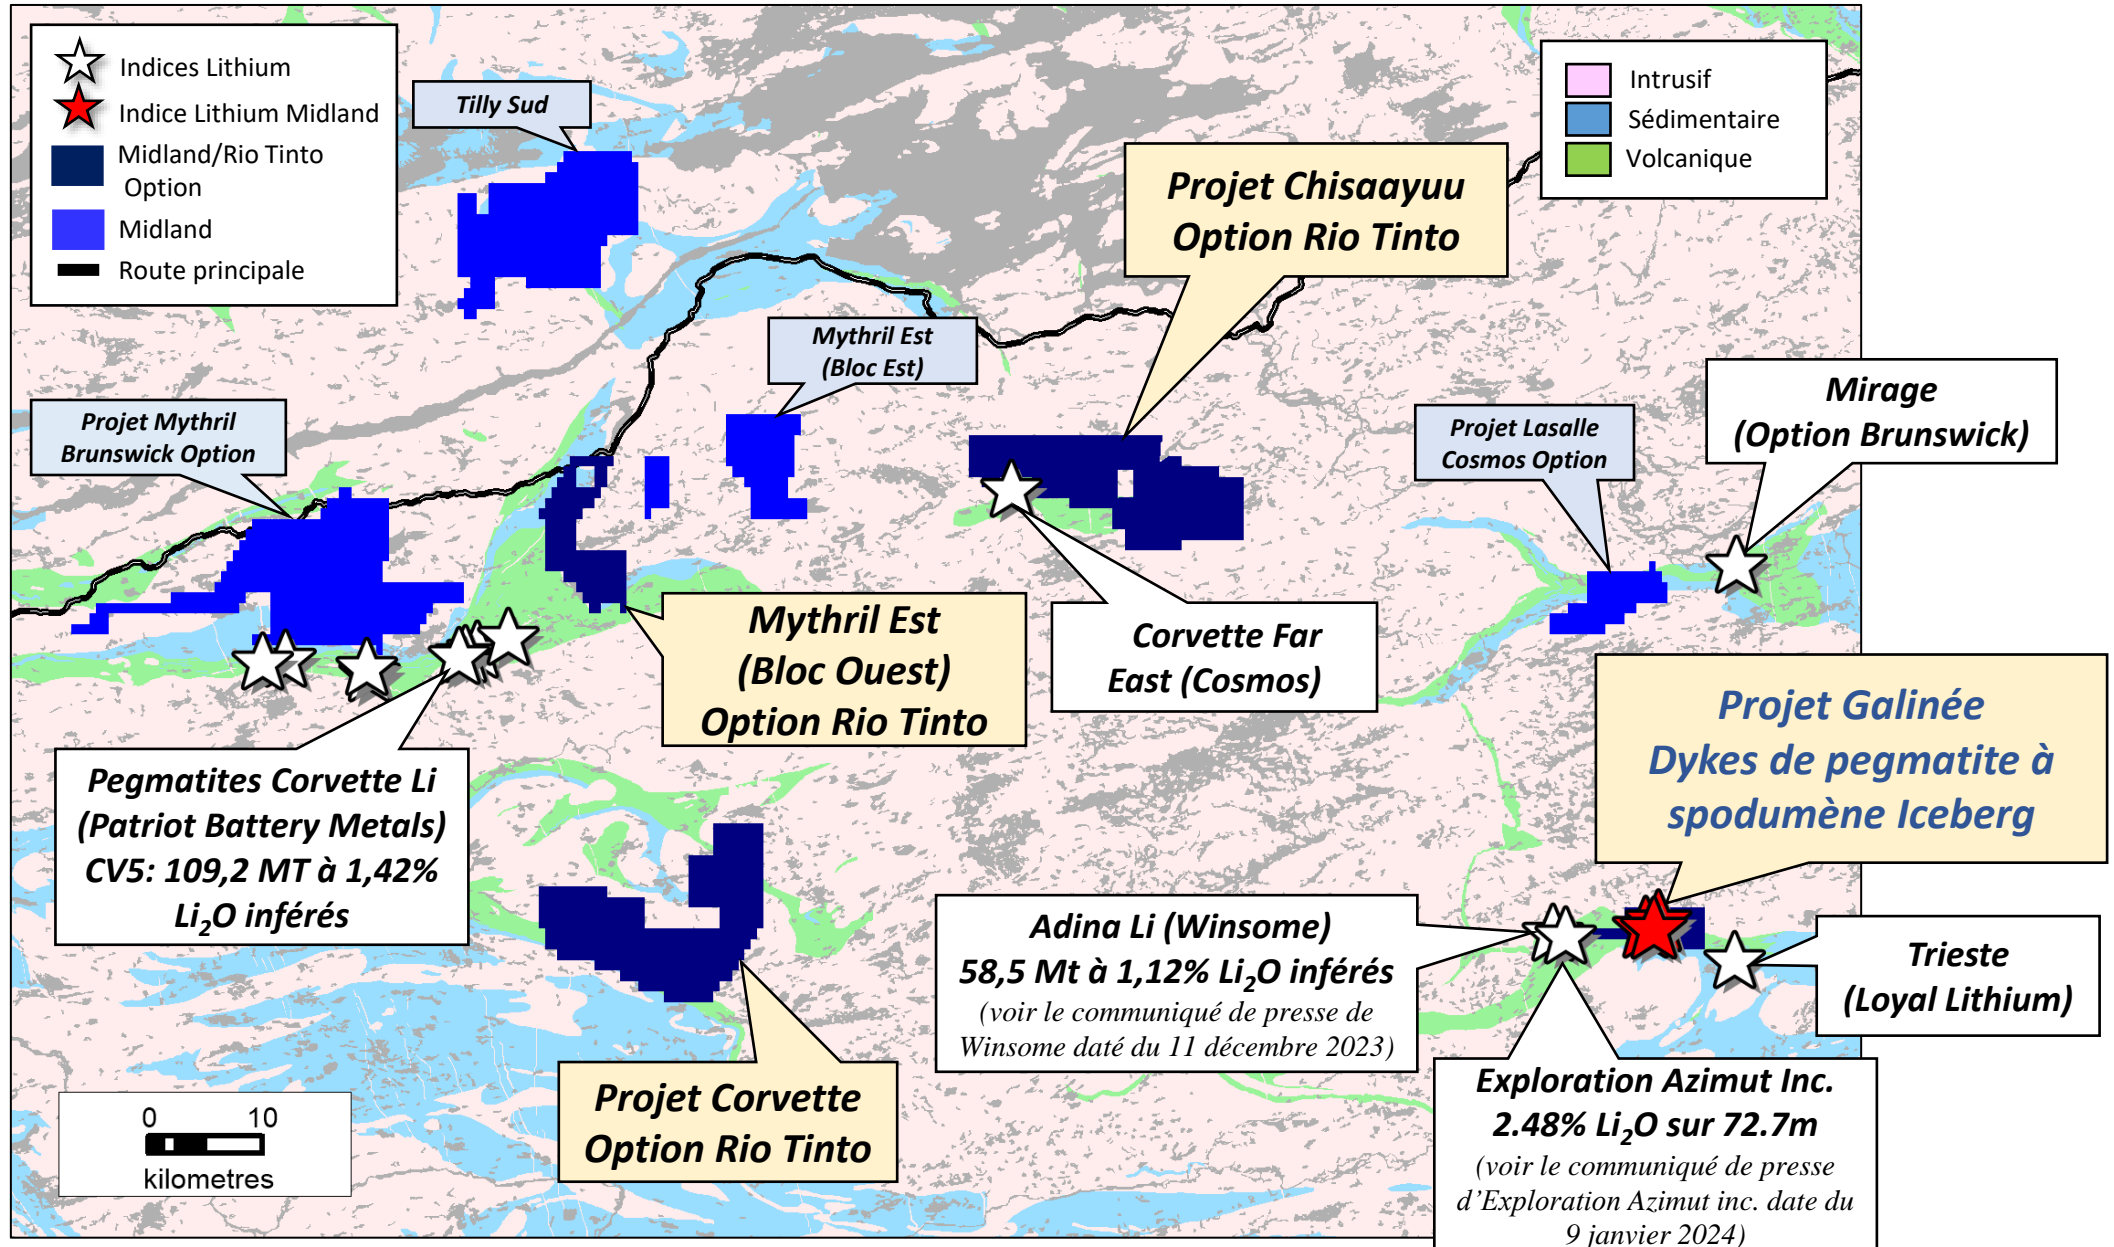 Indices Lithium
Indice Lithium Midland
Midland/Rio Tinto
Option
Midland
Route principale
Tilly Sud
Intrusif
Sédimentaire
Volcanique
Projet Chisaayuu
Option Rio Tinto
Mythril Est
(Bloc Est)
Projet Mythril
Brunswick Option
Mirage
(Option Brunswick)
Projet Lasalle
Cosmos Option
Mythril Est
(Bloc Ouest)
Option Rio Tinto
Corvette Far
East (Cosmos)
Projet Galinée
Dykes de pegmatite à
spodumène Iceberg
Pegmatites Corvette Li
(Patriot Battery Metals)
CV5: 109,2 MT à 1,42%
Li₂O inférés
Adina Li (Winsome)
58,5 Mt à 1,12% Li₂O inférés
(voir le communiqué de presse de
Winsome daté du 11 décembre 2023)
Trieste
(Loyal Lithium)
Projet Corvette
Option Rio Tinto
Exploration Azimut Inc.
2.48% Li₂O sur 72.7m
(voir le communiqué de presse
d’Exploration Azimut inc. date du
9 janvier 2024)
0 10
kilometres